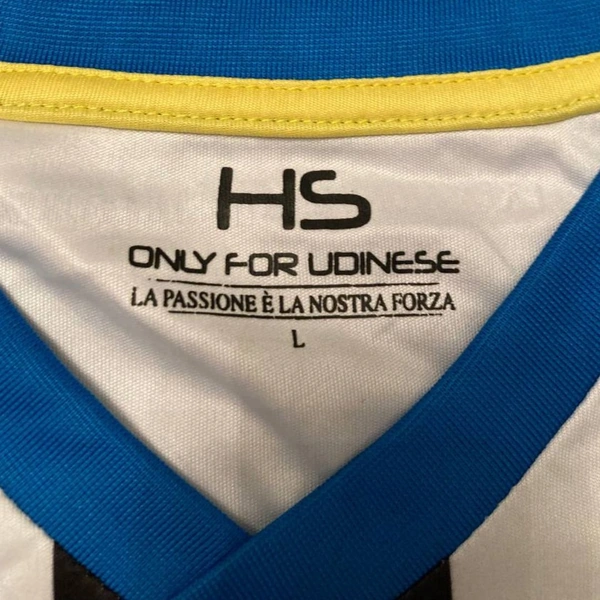 HS
ONLY FOR UDINESE
LA PASSIONE È LA NOSTRA FORZA
L